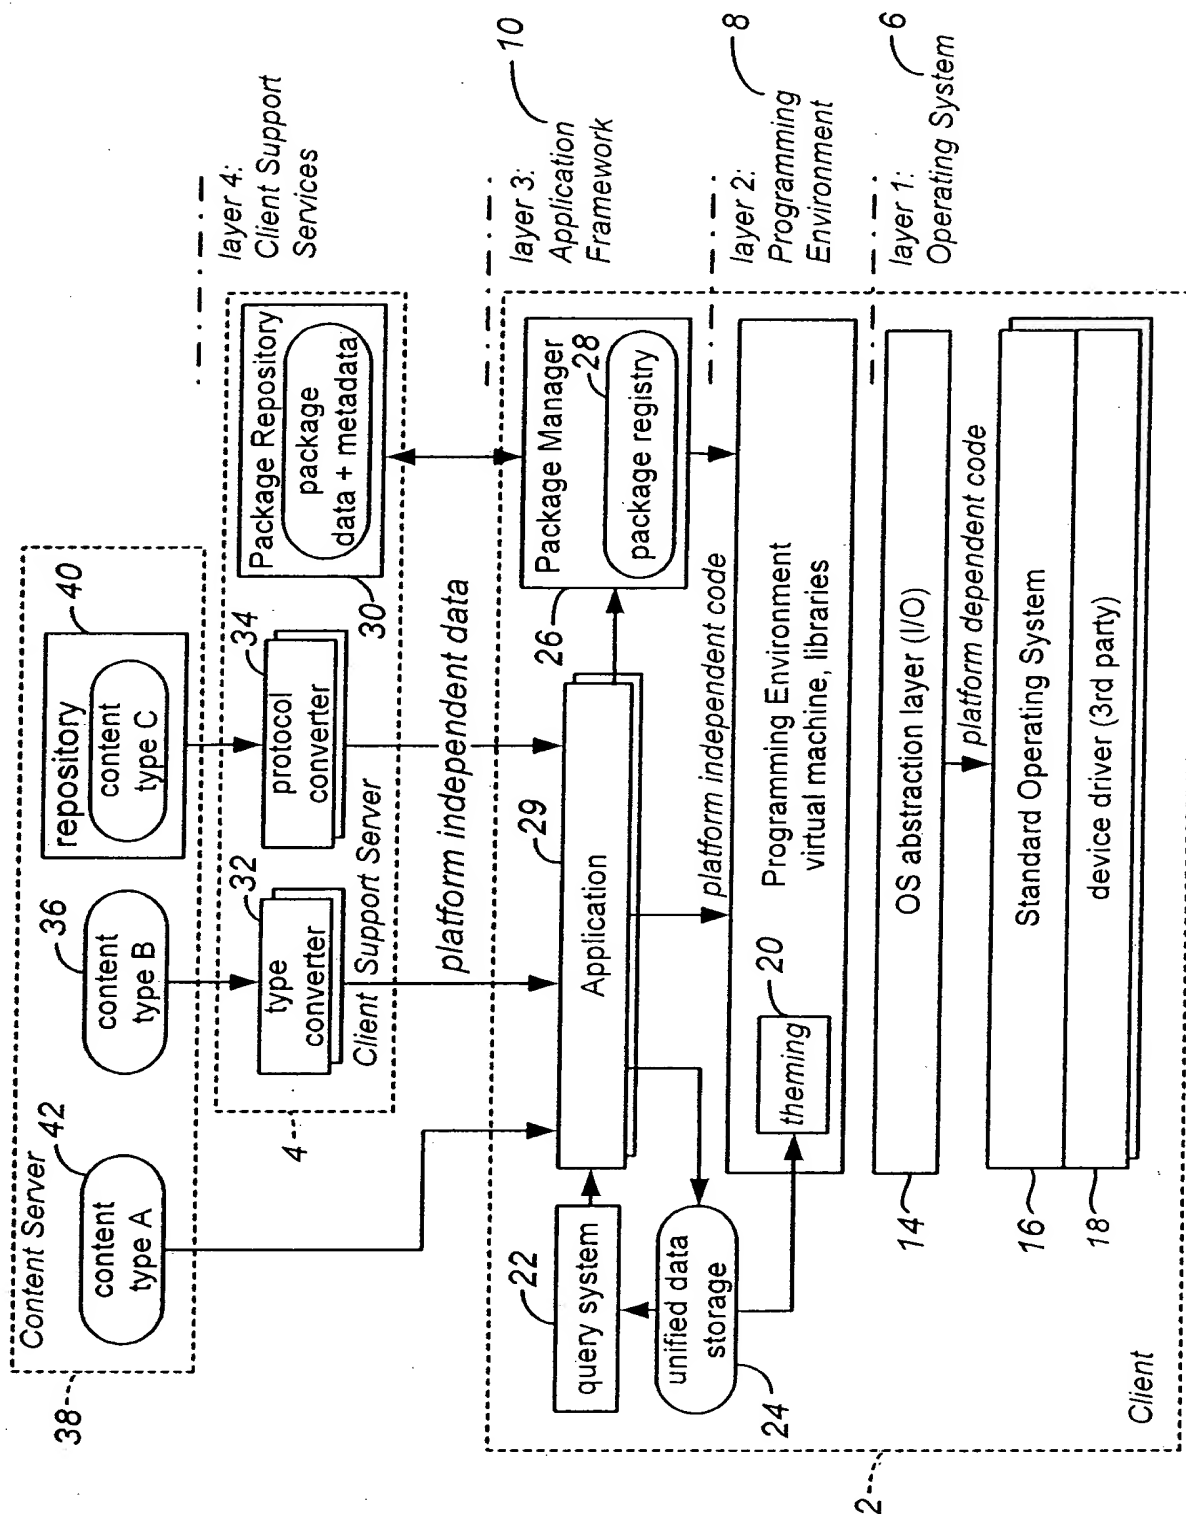 Content Server
38
42
content
type A
36
content
type B
40
repository
content
type C
layer 4:
Client Support
Services
4
32
type
converter
34
protocol
converter
Client Support Server
Package Repository
package
data + metadata
30
platform independent data
layer 3:
Application
Framework
10
22
query system
29
Application
26
Package Manager
28
package registry
unified data
storage
24
platform independent code
layer 2:
Programming
Environment
8
20
theming
Programming Environment
virtual machine, libraries
layer 1:
Operating System
6
14
OS abstraction layer (I/O)
platform dependent code
16
Standard Operating System
18
device driver (3rd party)
Client
2